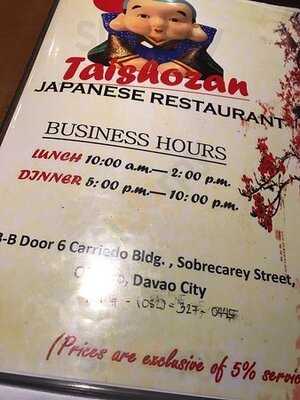 Taishozan
JAPANESE RESTAURANT
BUSINESS HOURS
LUNCH 10:00 a.m.— 2:00 p.m.
DINNER 5:00 p.m.— 10:00 p.m.
-B Door 6 Carriedo Bldg. , Sobrecarey Street,
Davao City
(Prices are exclusive of 5% servic